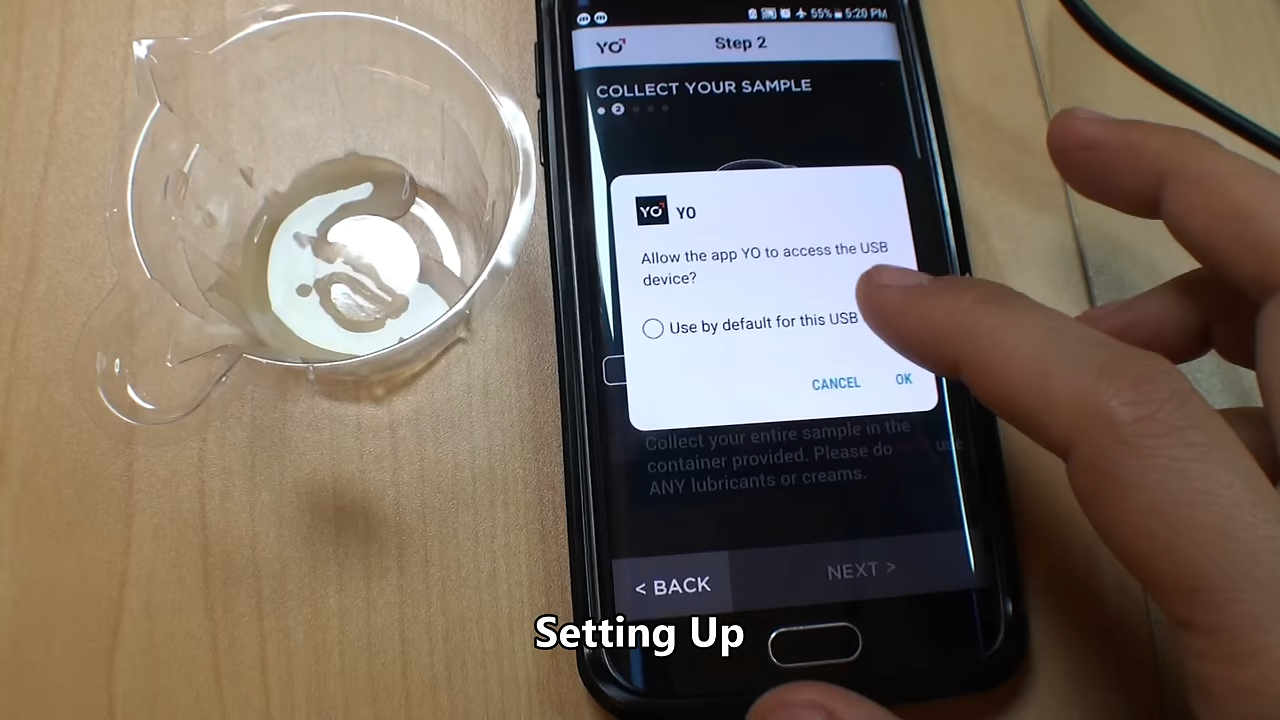 55% 5:20 PM
YO Step 2
COLLECT YOUR SAMPLE
2
YO YO
Allow the app YO to access the USB
device?
Use by default for this USB
CANCEL OK
Collect your entire sample in the
container provided. Please do use
ANY lubricants or creams.
< BACK NEXT >
Setting Up